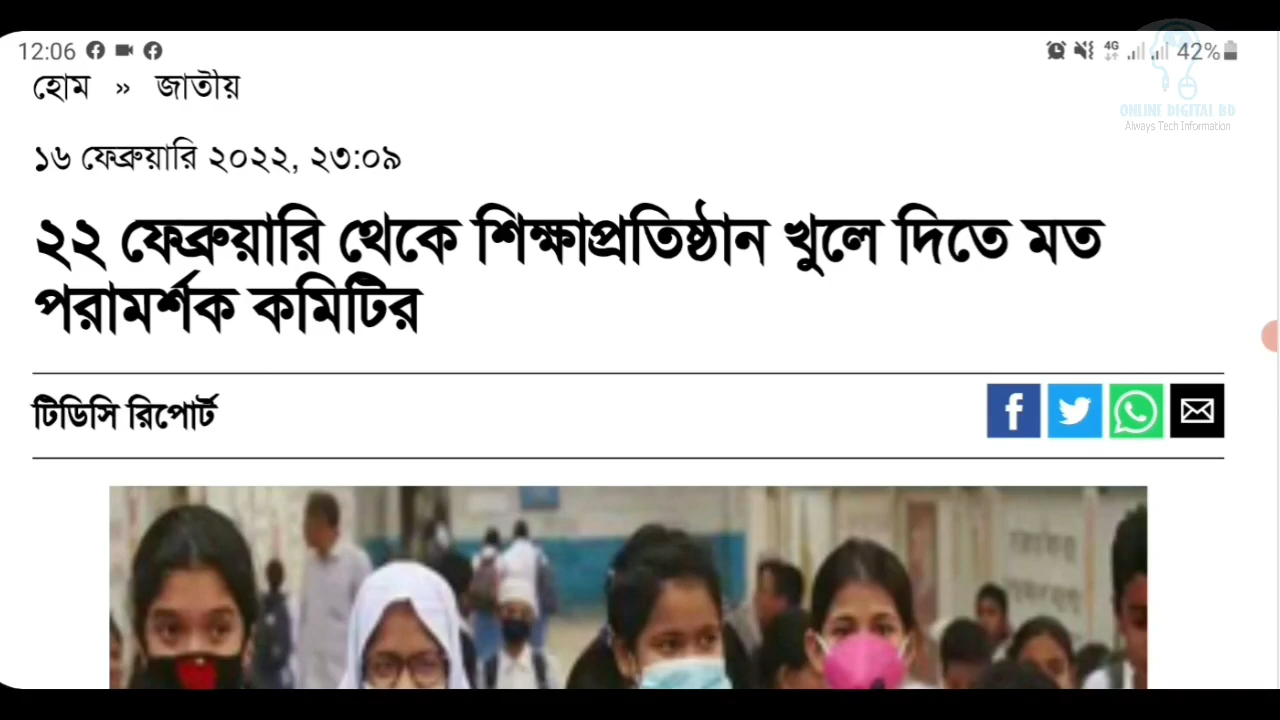 12:06
4G
42%
ONLINE DIGITAL BD
Always Tech Information
হোম » জাতীয়
১৬ ফেব্রুয়ারি ২০২২, ২৩:০৯
২২ ফেব্রুয়ারি থেকে শিক্ষাপ্রতিষ্ঠান খুলে দিতে মত
পরামর্শক কমিটির
টিডিসি রিপোর্ট